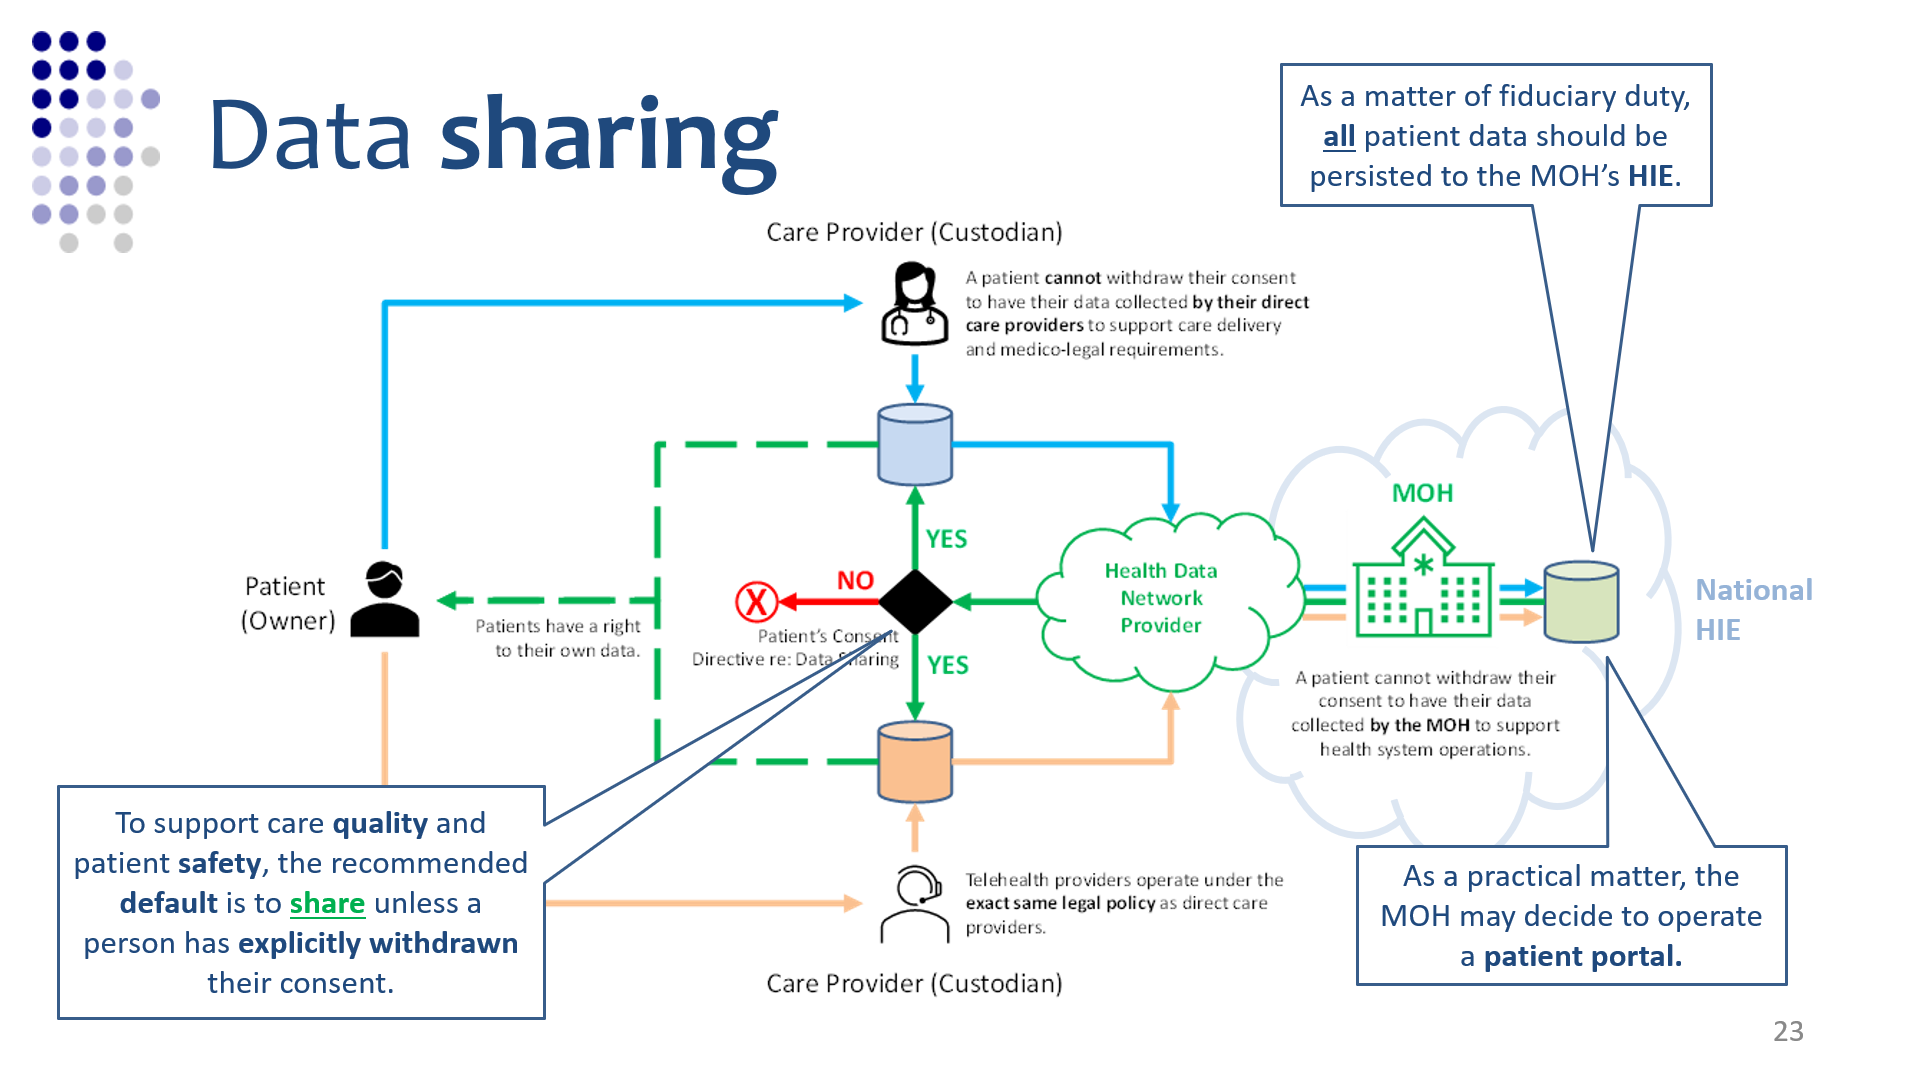 Data sharing
As a matter of fiduciary duty,
all patient data should be
persisted to the MOH’s HIE.
Care Provider (Custodian)
A patient cannot withdraw their consent
to have their data collected by their direct
care providers to support care delivery
and medico-legal requirements.
MOH
YES
Health Data
Network
Provider
NO
X
Patient
(Owner)
Patients have a right
to their own data.
Patient’s Consent
Directive re: Data Sharing
YES
National
HIE
A patient cannot withdraw their
consent to have their data
collected by the MOH to support
health system operations.
To support care quality and
patient safety, the recommended
default is to share unless a
person has explicitly withdrawn
their consent.
Telehealth providers operate under the
exact same legal policy as direct care
providers.
Care Provider (Custodian)
As a practical matter, the
MOH may decide to operate
a patient portal.
23